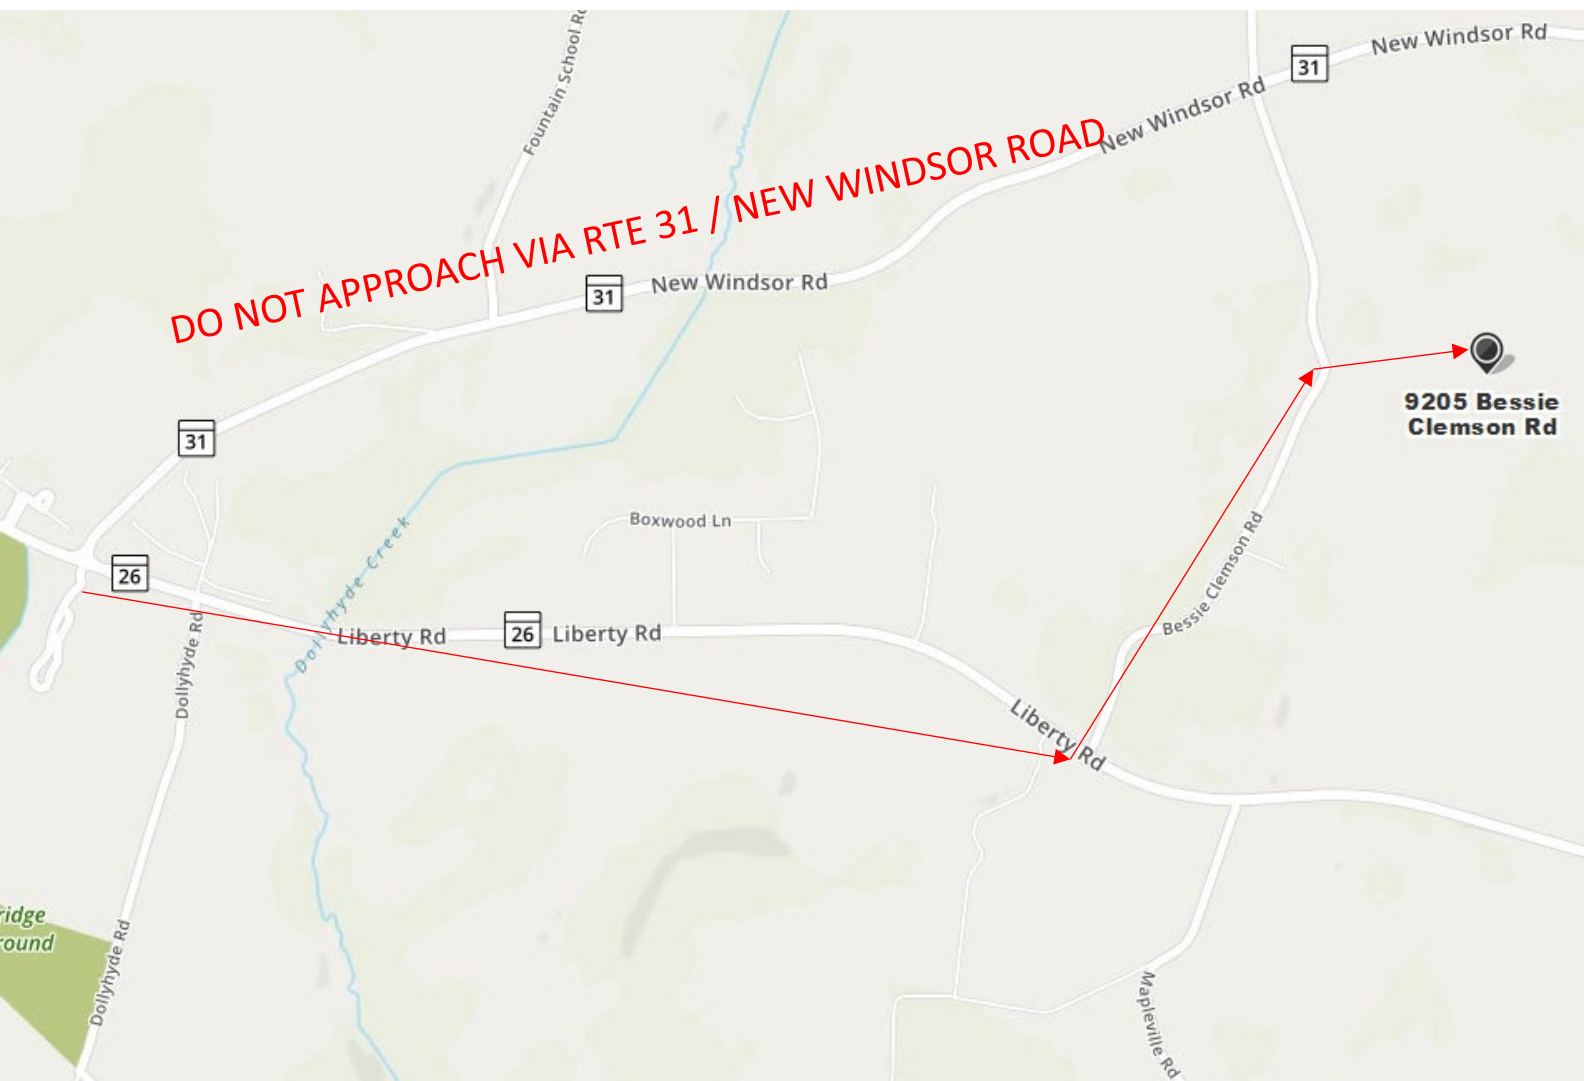 Fountain School Rd
New Windsor Rd
31
New Windsor Rd
DO NOT APPROACH VIA RTE 31 / NEW WINDSOR ROAD
31
New Windsor Rd
9205 Bessie
Clemson Rd
31
Boxwood Ln
Dollyhyde Creek
Bessie Clemson Rd
26
Liberty Rd
26
Liberty Rd
Dollyhyde Rd
Liberty Rd
ridge
round
Dollyhyde Rd
Mapleville Rd